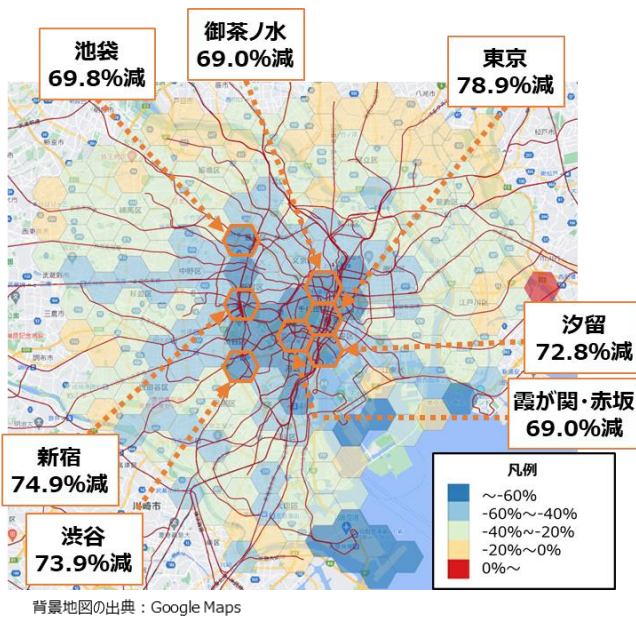 池袋
69.8%減
御茶ノ水
69.0%減
東京
78.9%減
汐留
72.8%減
霞が関・赤坂
69.0%減
新宿
74.9%減
渋谷
73.9%減
川崎市
凡例
～-60%
-60%～-40%
-40%～-20%
-20%～0%
0%～
背景地図の出典：Google Maps